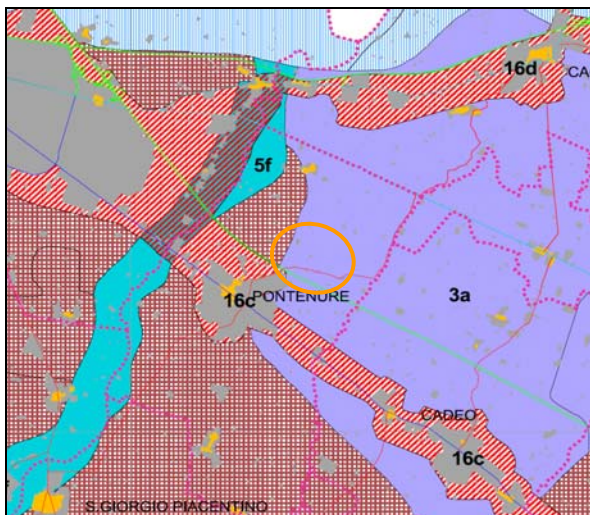 16d
CA
5f
16c
PONTENURE
3a
CADEO
16c
S.GIORGIO PIACENTINO